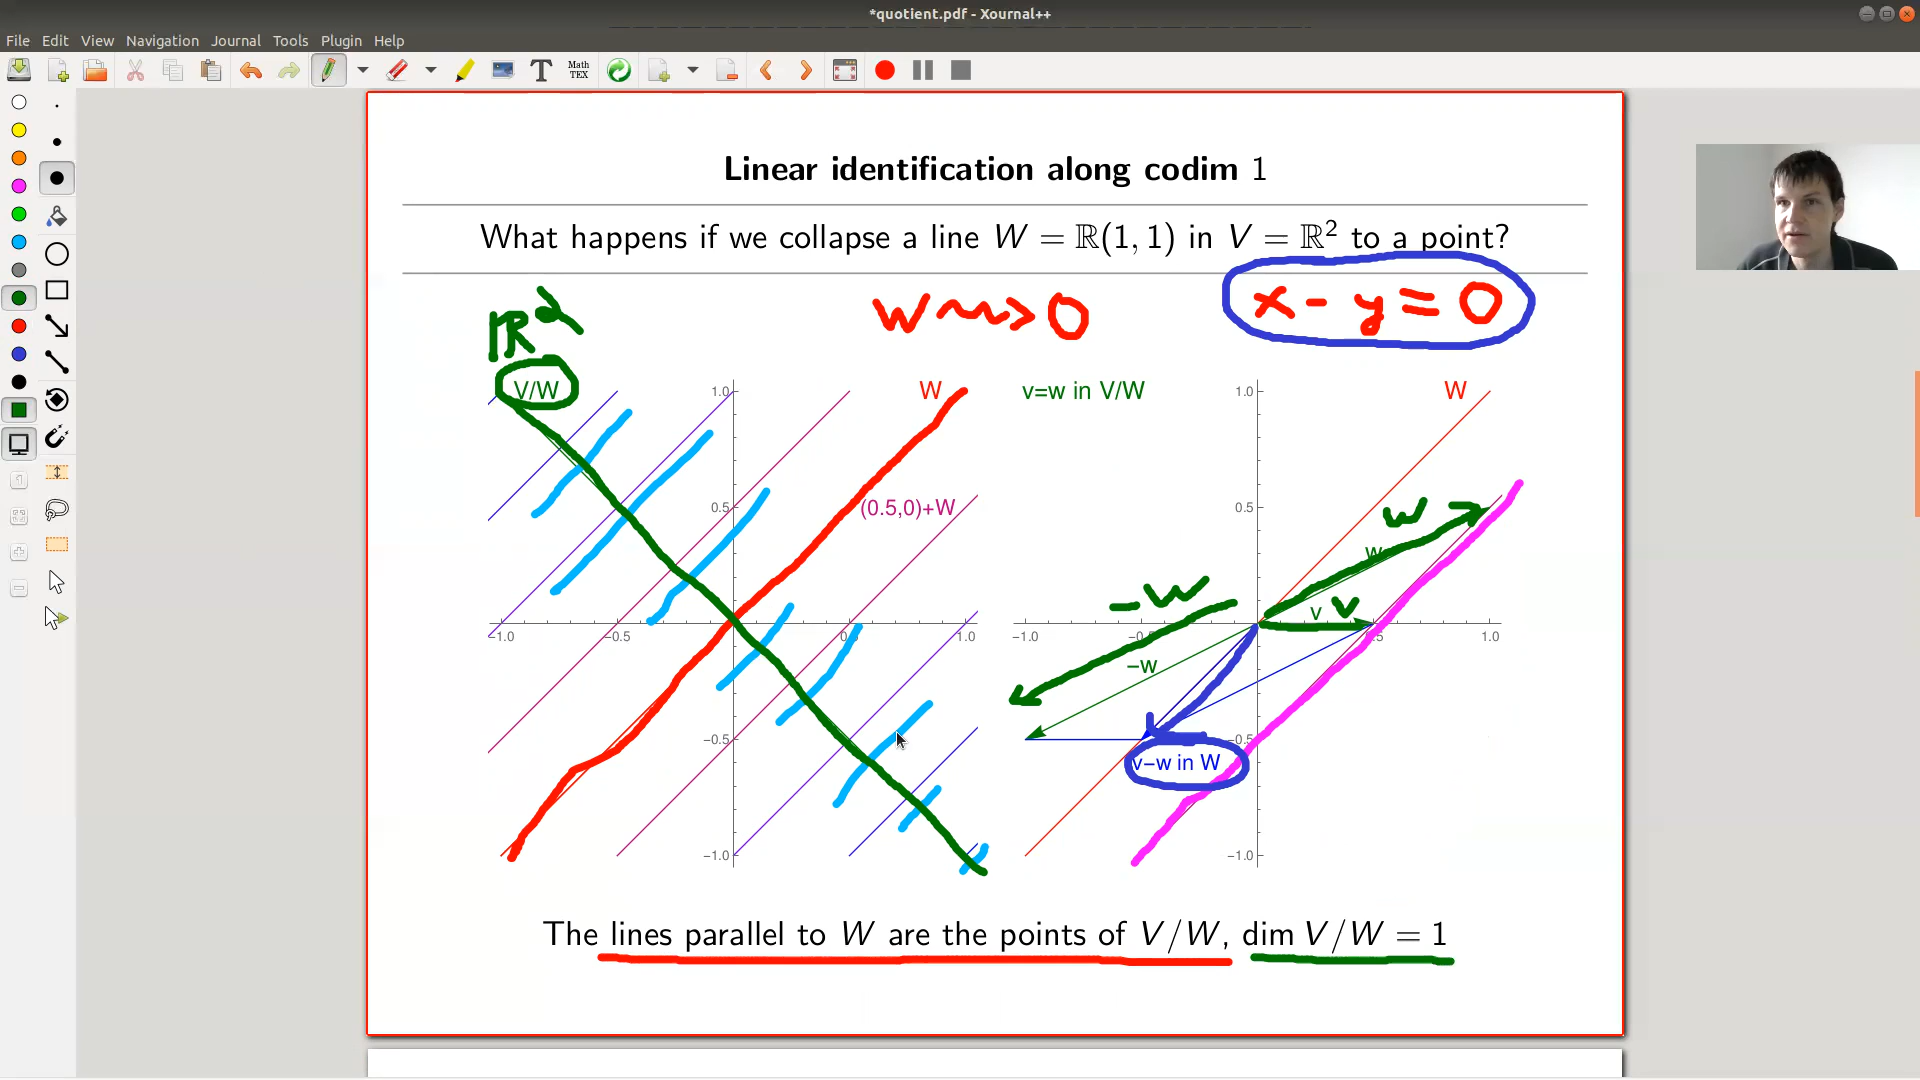 *quotient.pdf - Xournal++
File Edit View Navigation Journal Tools Plugin Help
Math
TEX
Linear identification along codim 1
What happens if we collapse a line W = ℝ(1, 1) in V = ℝ² to a point?
ℝ²
W ⇝ 0
x - y = 0
V/W
1.0
W
v=w in V/W
1.0
W
0.5
(0.5,0)+W
0.5
w
w
-w
v
v
-1.0
-0.5
1.0
-1.0
1.0
-w
-0.5
-0.5
v-w in W
-1.0
-1.0
The lines parallel to W are the points of V/W, dim V/W = 1